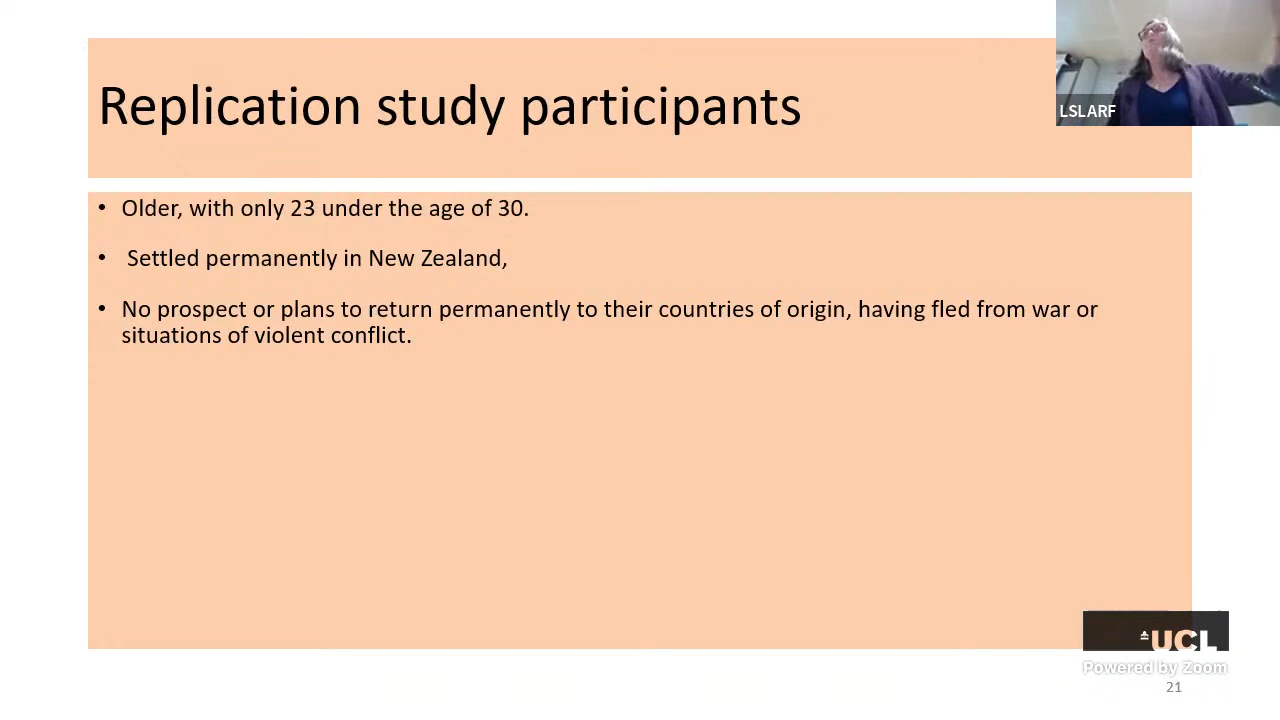 Replication study participants
LSLARF
• Older, with only 23 under the age of 30.
• Settled permanently in New Zealand,
• No prospect or plans to return permanently to their countries of origin, having fled from war or
situations of violent conflict.
UCL
Powered by Zoom
21